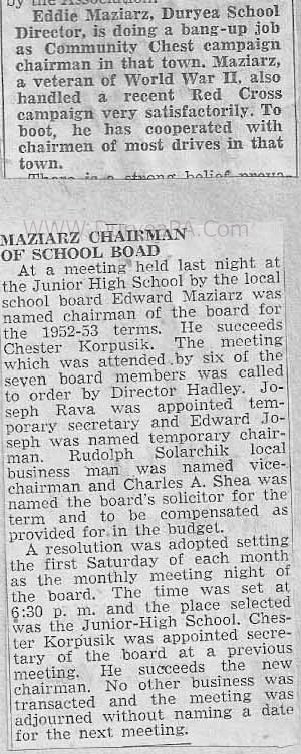 by the Association.
Eddie Maziarz, Duryea School
Director, is doing a bang-up job
as Community Chest campaign
chairman in that town. Maziarz,
a veteran of World War II, also
handled a recent Red Cross
campaign very satisfactorily. To
boot, he has cooperated with
chairmen of most drives in that
town.
There is a strong belief
MAZIARZ CHAIRMAN
OF SCHOOL BOAD
At a meeting held last night at
the Junior High School by the local
school board Edward Maziarz was
named chairman of the board for
the 1952-53 terms. He succeeds
Chester Korpusik. The meeting
which was attended by six of the
seven board members was called
to order by Director Hadley. Jo-
seph Rava was appointed tem-
porary secretary and Edward Jo-
seph was named temporary chair-
man. Rudolph Solarchik local
business man was named vice-
chairman and Charles A. Shea was
named the board's solicitor for the
term and to be compensated as
provided for in the budget.
A resolution was adopted setting
the first Saturday of each month
as the monthly meeting night of
the board. The time was set at
6:30 p. m. and the place selected
was the Junior-High School. Ches-
ter Korpusik was appointed secre-
tary of the board at a previous
meeting. He succeeds the new
chairman. No other business was
transacted and the meeting was
adjourned without naming a date
for the next meeting.